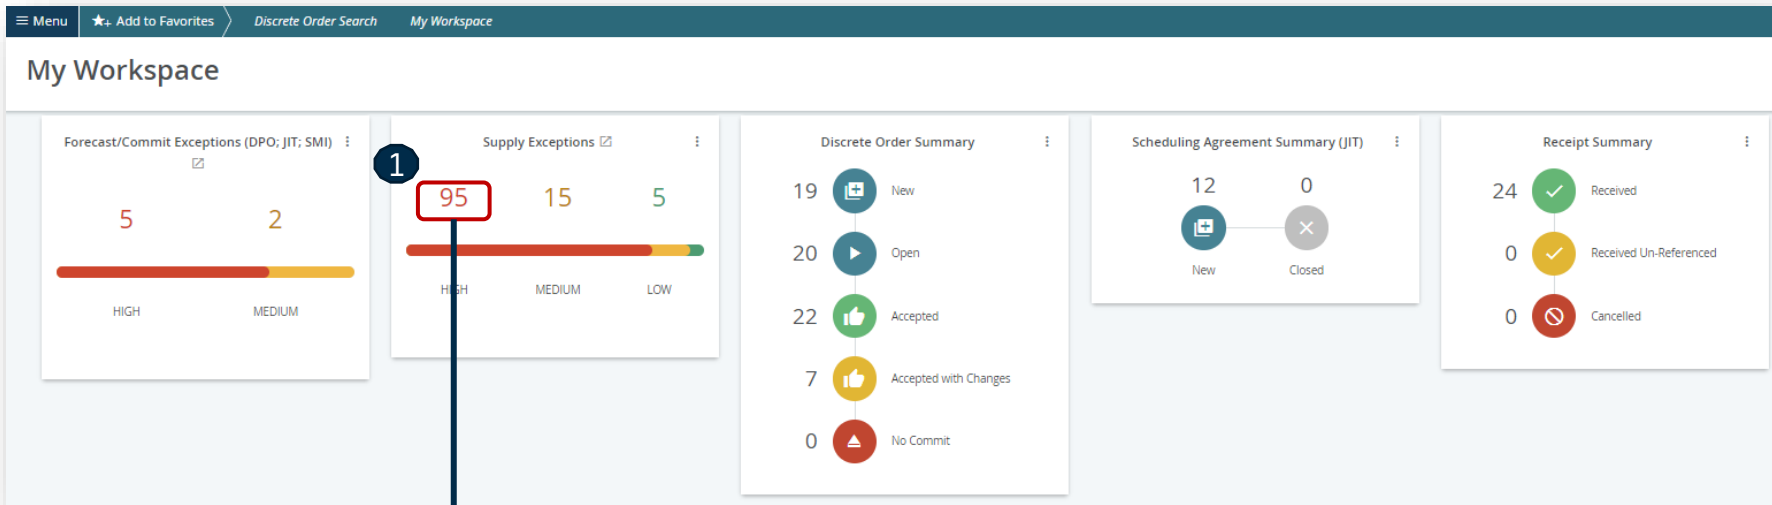 Menu
Add to Favorites
Discrete Order Search
My Workspace
My Workspace
Forecast/Commit Exceptions (DPO; JIT; SMI)
5
2
HIGH
MEDIUM
1
Supply Exceptions
95
15
5
HIGH
MEDIUM
LOW
Discrete Order Summary
19
New
20
Open
22
Accepted
7
Accepted with Changes
0
No Commit
Scheduling Agreement Summary (JIT)
12
0
New
Closed
Receipt Summary
24
Received
0
Received Un-Referenced
0
Cancelled